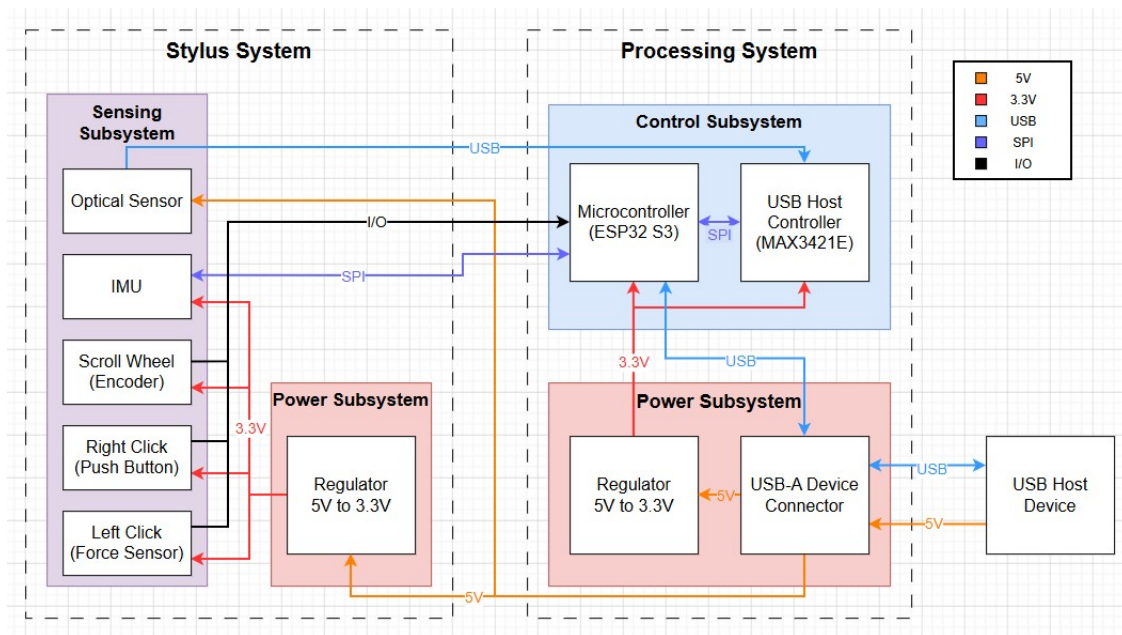 Stylus System
Processing System
5V
3.3V
USB
SPI
I/O
Sensing
Subsystem
Control Subsystem
USB
Optical Sensor
I/O
Microcontroller
(ESP32 S3)
SPI
USB Host
Controller
(MAX3421E)
IMU
SPI
Scroll Wheel
(Encoder)
3.3V
USB
Power Subsystem
Power Subsystem
3.3V
Right Click
(Push Button)
Regulator
5V to 3.3V
Regulator
5V to 3.3V
5V
USB-A Device
Connector
USB
5V
USB Host
Device
Left Click
(Force Sensor)
5V